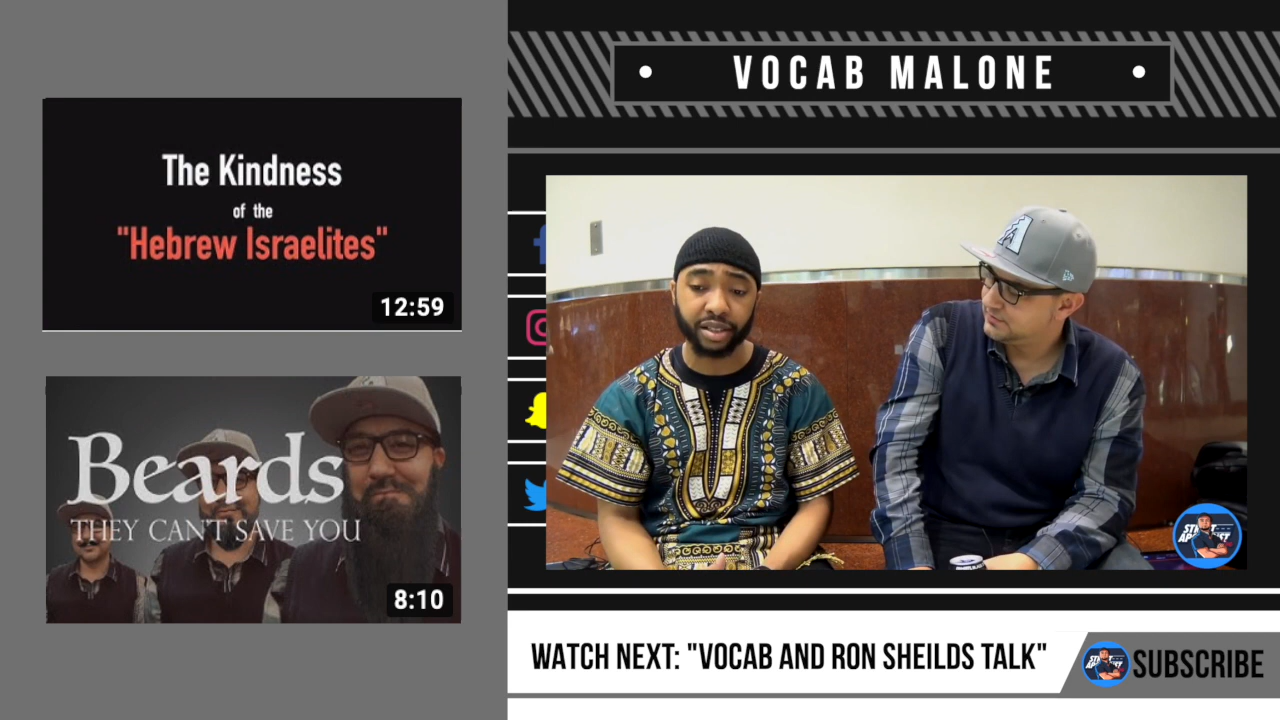 The Kindness
of the
"Hebrew Israelites"
12:59
Beards
THEY CAN'T SAVE YOU
8:10
VOCAB MALONE
A
WATCH NEXT: "VOCAB AND RON SHEILDS TALK"
SUBSCRIBE